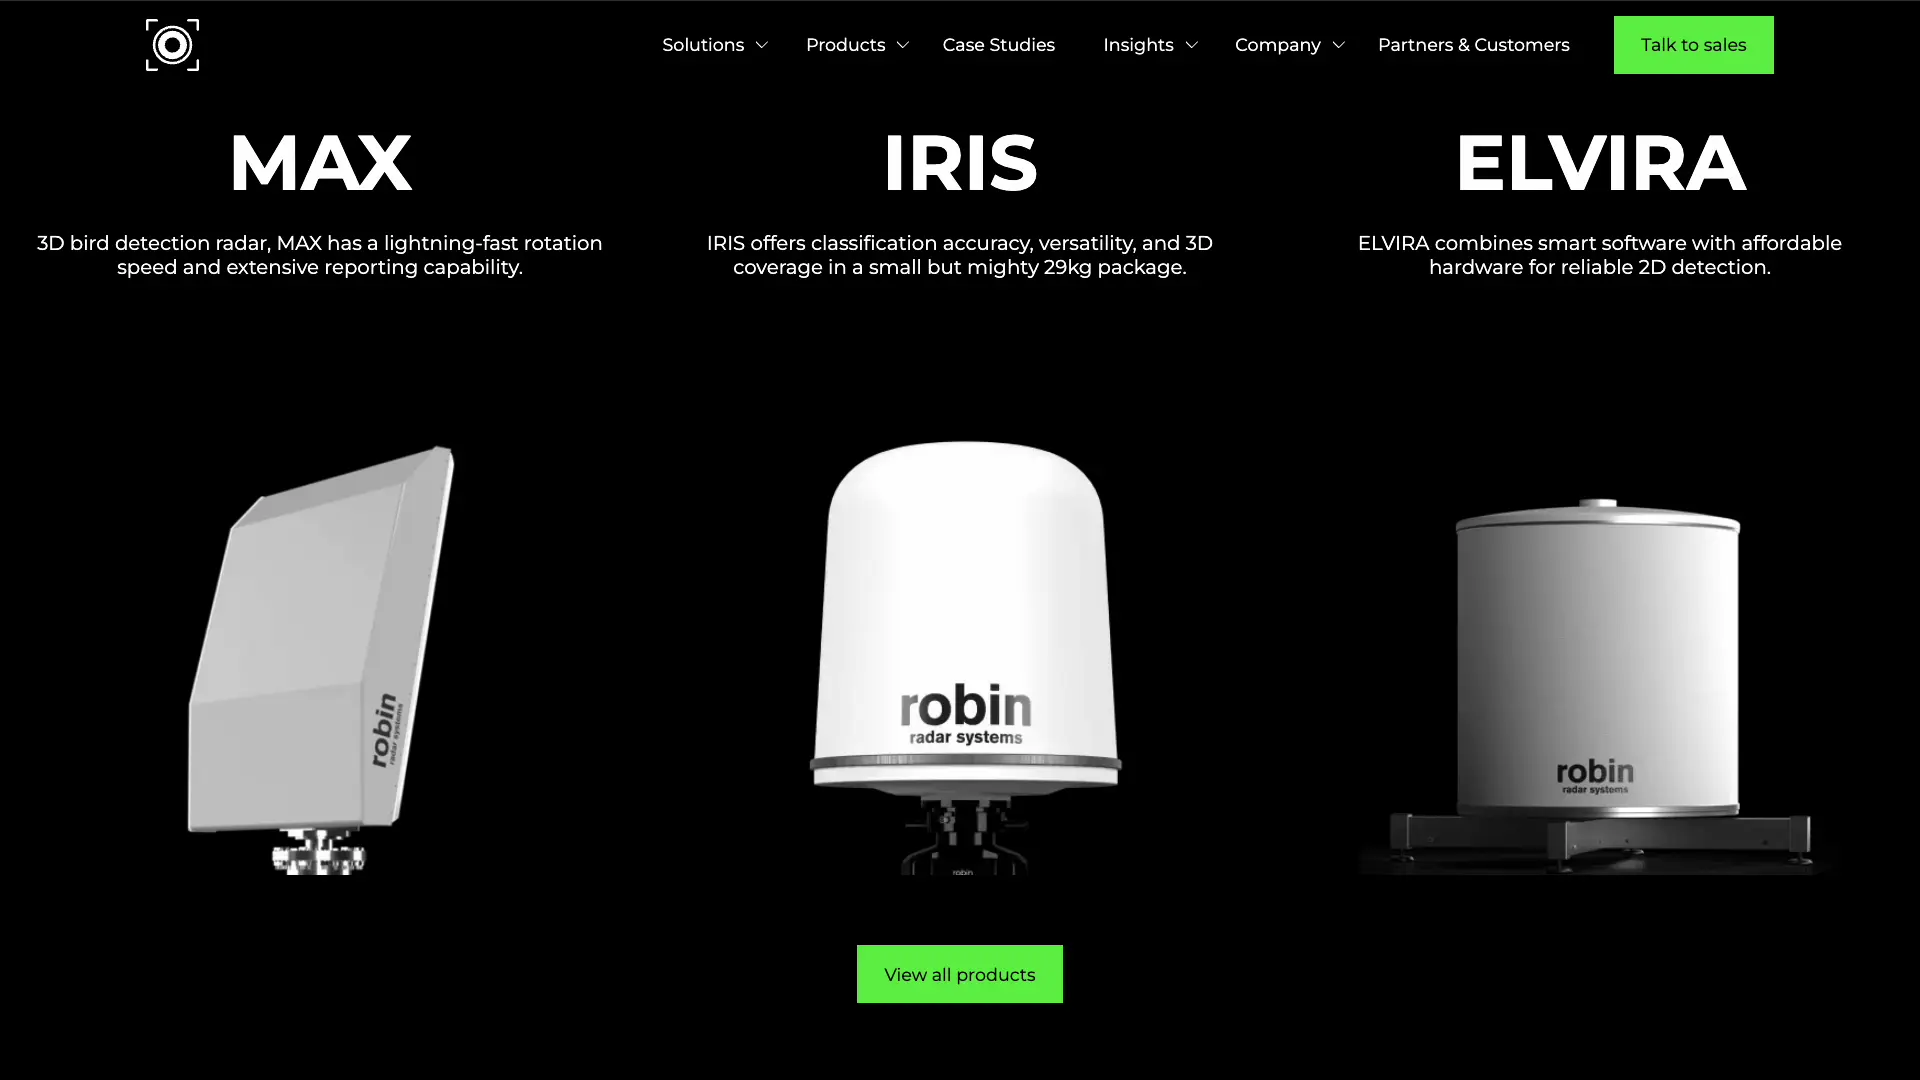 Solutions
Products
Case Studies
Insights
Company
Partners & Customers
Talk to sales
MAX
3D bird detection radar, MAX has a lightning-fast rotation
speed and extensive reporting capability.
IRIS
IRIS offers classification accuracy, versatility, and 3D
coverage in a small but mighty 29kg package.
ELVIRA
ELVIRA combines smart software with affordable
hardware for reliable 2D detection.
robin
radar systems
robin
radar systems
robin
robin
radar systems
View all products